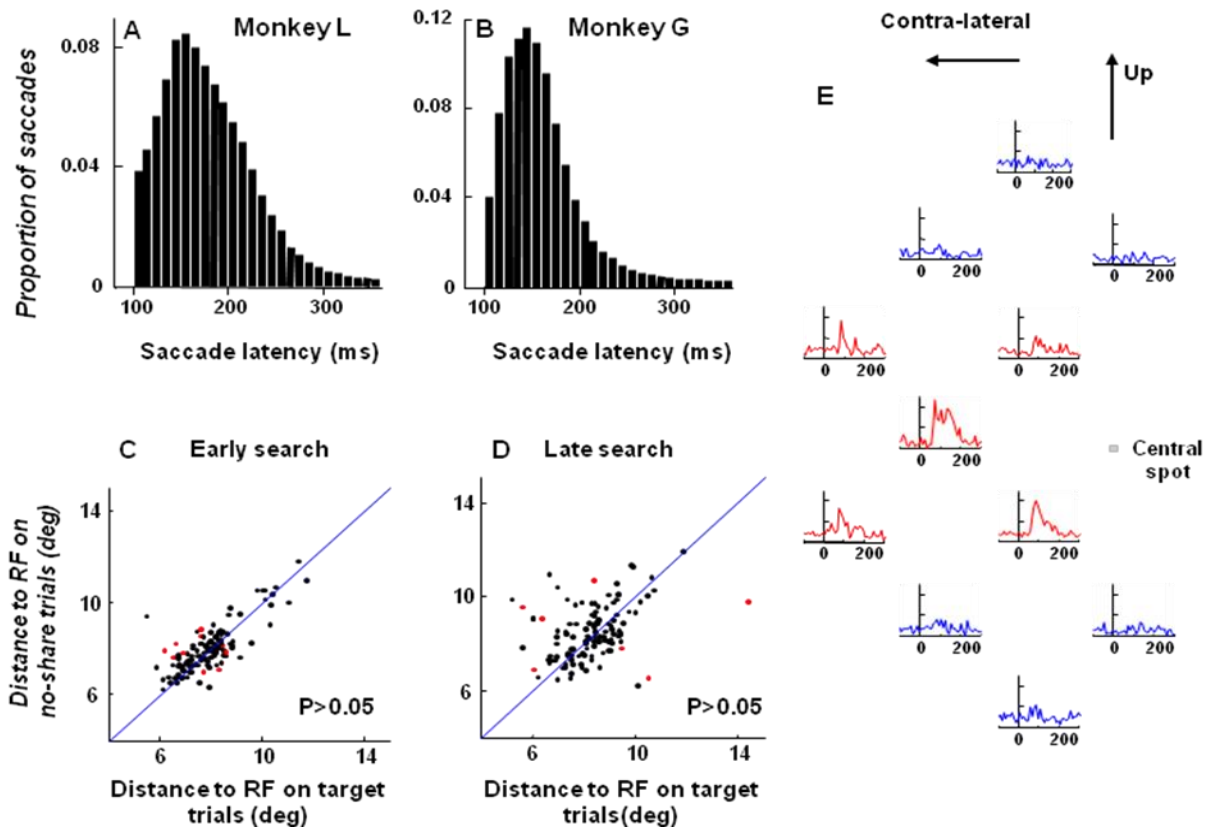 A
Monkey L
Proportion of saccades
0.08
0.04
0
100
200
300
Saccade latency (ms)
B
Monkey G
0.12
0.08
0.04
0
100
200
300
Saccade latency (ms)
Contra-lateral
Up
E
0 200
0 200
0 200
0 200
0 200
0 200
Central
spot
0 200
0 200
0 200
0 200
0 200
C
Early search
Distance to RF on
no-share trials (deg)
14
10
6
P>0.05
6
10
14
Distance to RF on target
trials (deg)
D
Late search
14
10
6
P>0.05
6
10
14
Distance to RF on target
trials(deg)